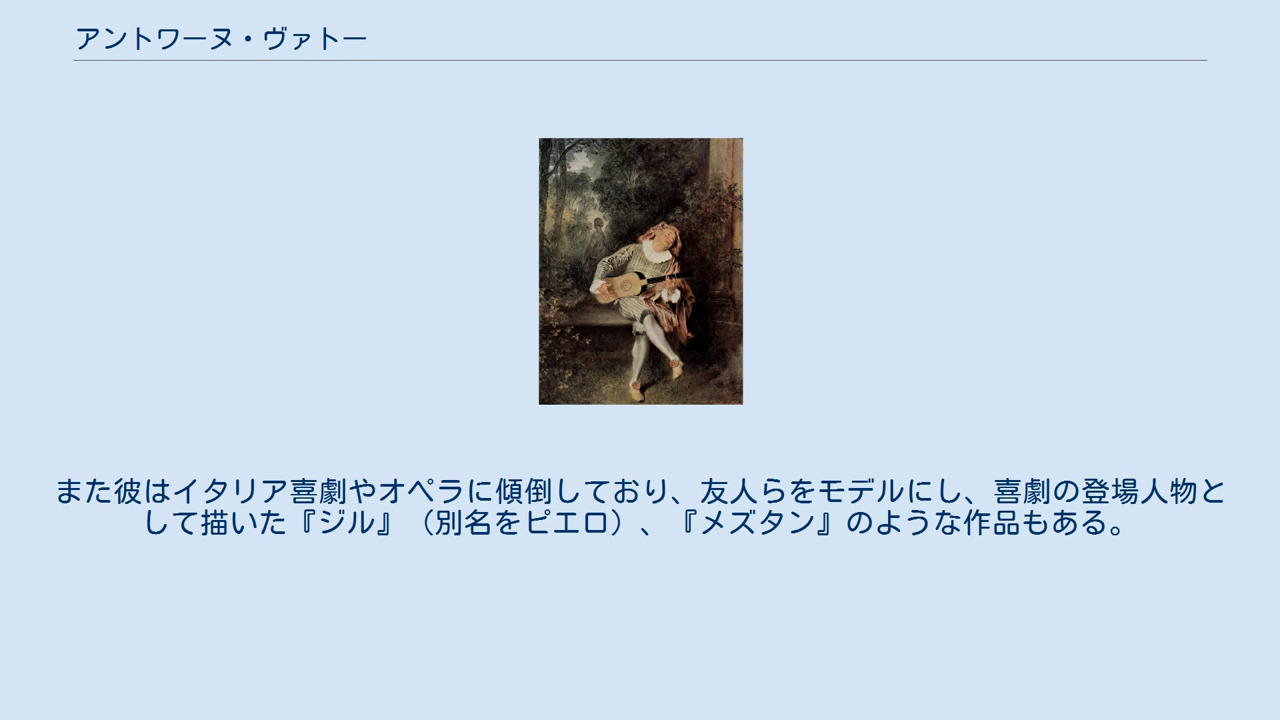 アントワーヌ・ヴァトー
また彼はイタリア喜劇やオペラに傾倒しており、友人らをモデルにし、喜劇の登場人物と
して描いた『ジル』（別名をピエロ）、『メズタン』のような作品もある。